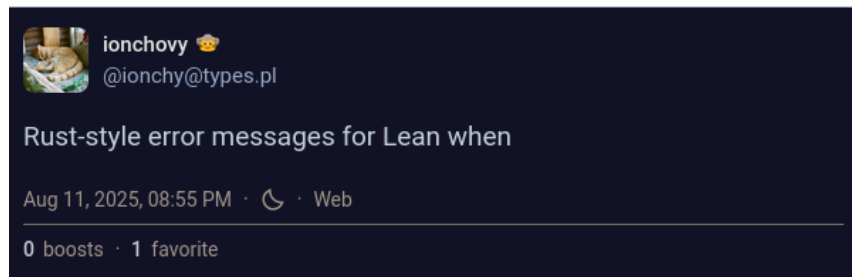 ionchovy 🤠
@ionchy@types.pl
Rust-style error messages for Lean when
Aug 11, 2025, 08:55 PM · · Web
0 boosts · 1 favorite